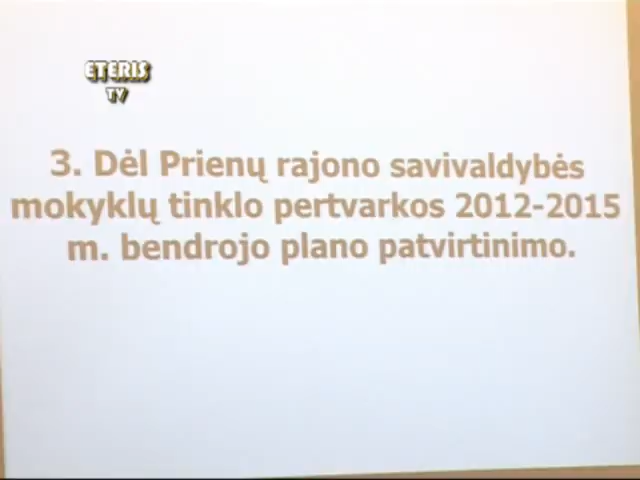 ETERIS
TV
3. Dėl Prienų rajono savivaldybės
mokyklų tinklo pertvarkos 2012-2015
m. bendrojo plano patvirtinimo.